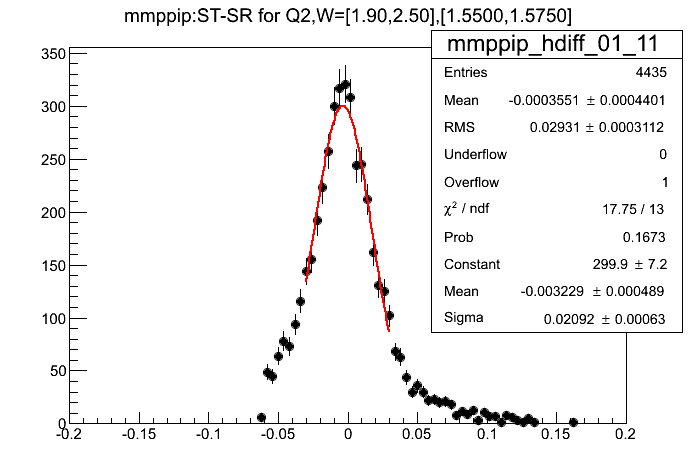 mmppip:ST-SR for Q2,W=[1.90,2.50],[1.5500,1.5750]
mmppip_hdiff_01_11
Entries 4435
Mean -0.0003551 ± 0.0004401
RMS 0.02931 ± 0.0003112
Underflow 0
Overflow 1
χ² / ndf 17.75 / 13
Prob 0.1673
Constant 299.9 ± 7.2
Mean -0.003229 ± 0.000489
Sigma 0.02092 ± 0.00063
350
300
250
200
150
100
50
0
-0.2 -0.15 -0.1 -0.05 0 0.05 0.1 0.15 0.2